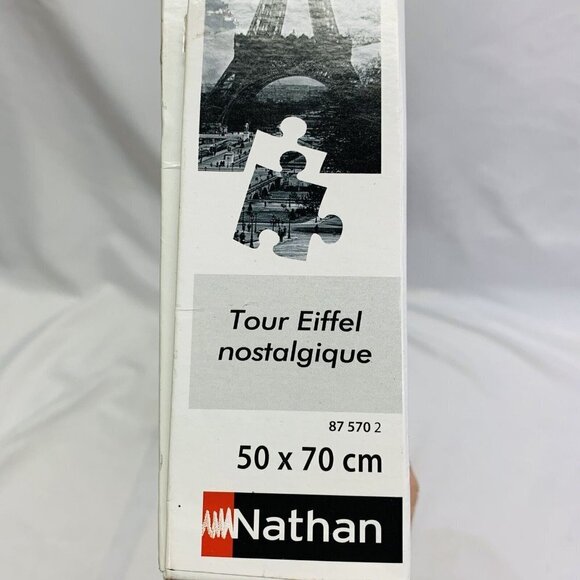 Tour Eiffel
nostalgique
87 570 2
50 x 70 cm
Nathan